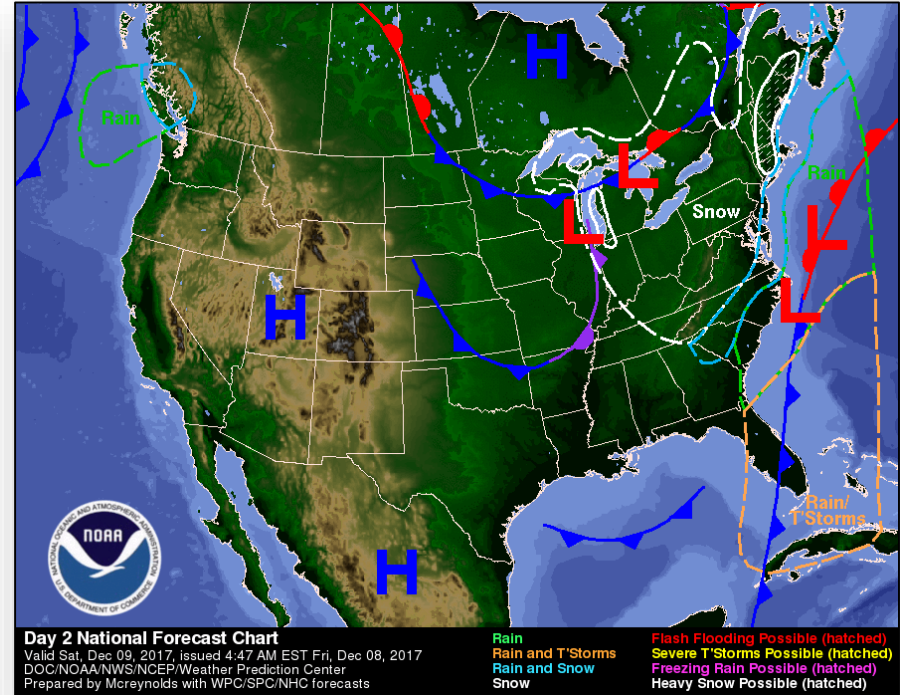 H
Rain
L
L
Snow
Rain
L
H
L
Rain/
T'Storms
H
NATIONAL OCEANIC AND ATMOSPHERIC ADMINISTRATION
NOAA
U.S. DEPARTMENT OF COMMERCE
Day 2 National Forecast Chart
Valid Sat, Dec 09, 2017, issued 4:47 AM EST Fri, Dec 08, 2017
DOC/NOAA/NWS/NCEP/Weather Prediction Center
Prepared by Mcreynolds with WPC/SPC/NHC forecasts
Rain
Rain and T'Storms
Rain and Snow
Snow
Flash Flooding Possible (hatched)
Severe T'Storms Possible (hatched)
Freezing Rain Possible (hatched)
Heavy Snow Possible (hatched)